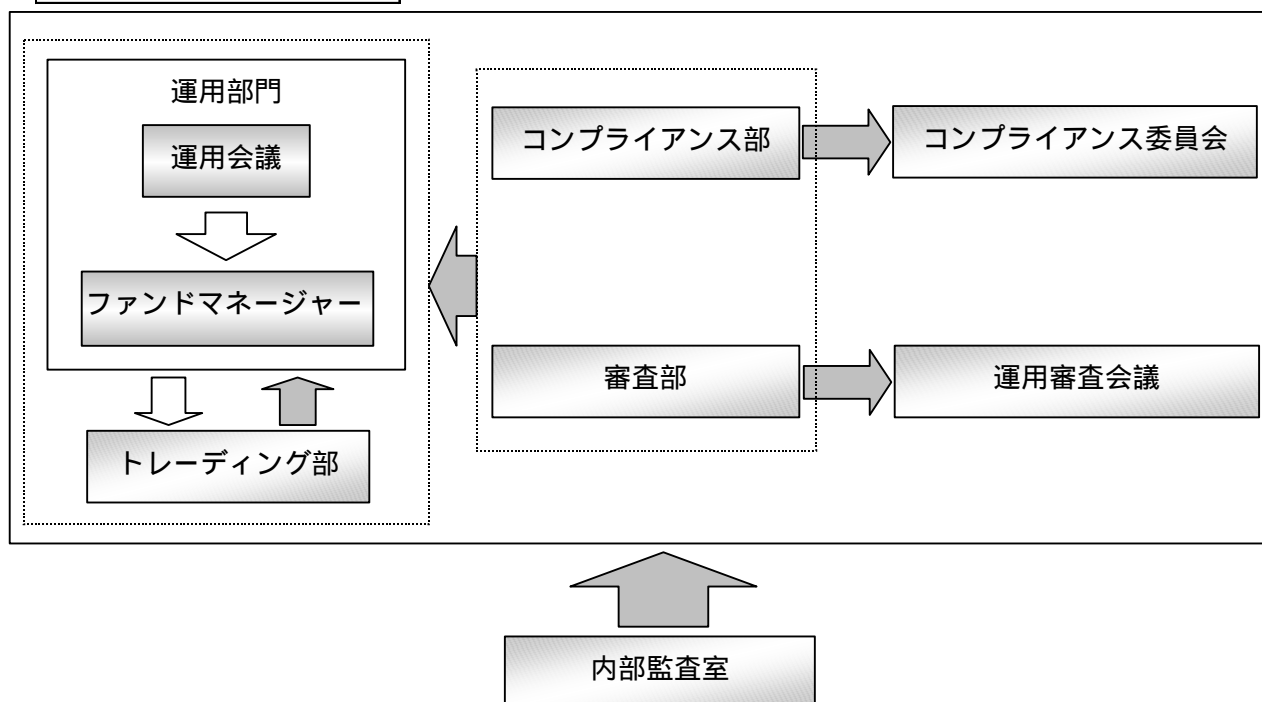 運用部門
運用会議
ファンドマネージャー
トレーディング部
コンプライアンス部
コンプライアンス委員会
審査部
運用審査会議
内部監査室